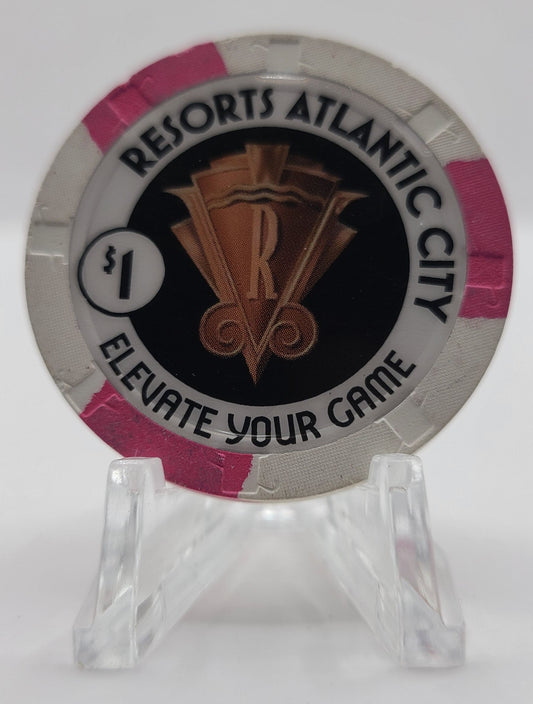 RESORTS ATLANTIC CITY
R
$1
ELEVATE YOUR GAME